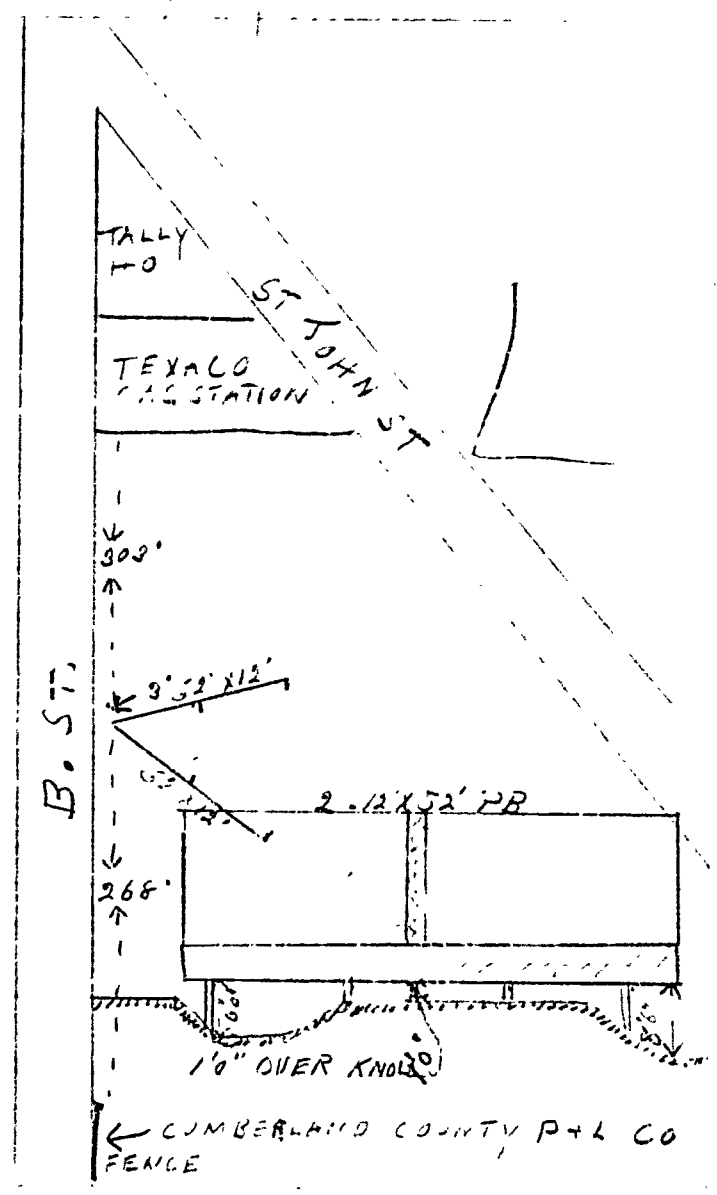 TALLY
HO
ST JOHN ST
TEXACO
GAS STATION
303'
3' 52' X12'
B. ST.
2 .12'X52' PB
268'
1'0" OVER KNOLL
CUMBERLAND COUNTY P+L CO
FENCE